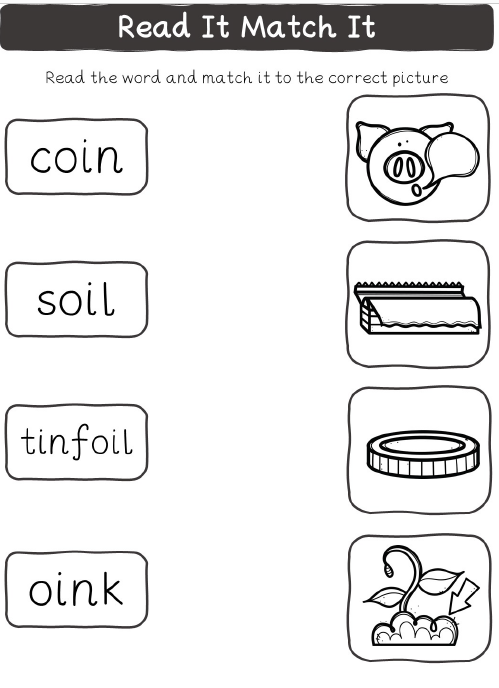 Read It Match It
Read the word and match it to the correct picture
coin
soil
tinfoil
oink